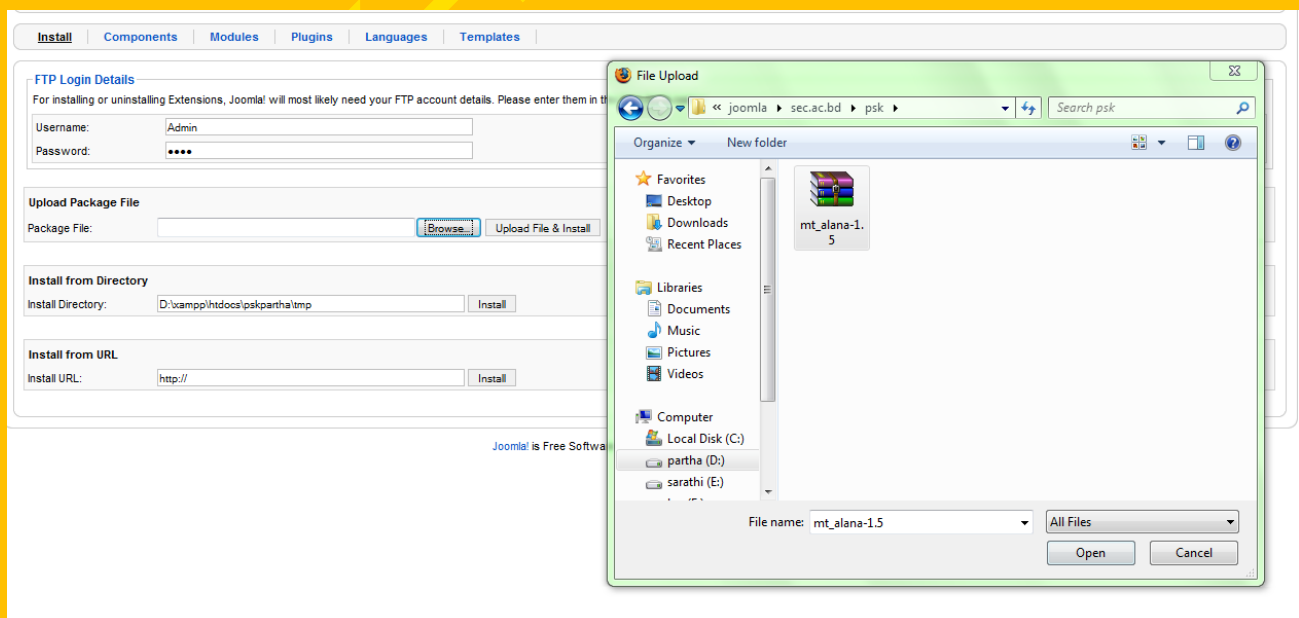 Install Components Modules Plugins Languages Templates
FTP Login Details
For installing or uninstalling Extensions, Joomla! will most likely need your FTP account details. Please enter them in
Username: Admin
Password: ••••
Upload Package File
Package File: Browse... Upload File & Install
Install from Directory
Install Directory: D:\xampp\htdocs\pskpartha\tmp Install
Install from URL
Install URL: http:// Install
Joomla! is Free
File Upload
« joomla sec.ac.bd psk Search psk
Organize New folder
Favorites
Desktop
Downloads
Recent Places
Libraries
Documents
Music
Pictures
Videos
Computer
Local Disk (C:)
partha (D:)
sarathi (E:)
mt_alana-1.
5
File name: mt_alana-1.5 All Files
Open Cancel